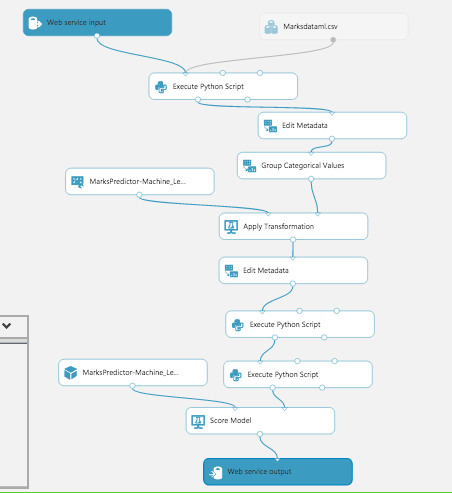 Web service input
Marksdataml.csv
Execute Python Script
Edit Metadata
Group Categorical Values
MarksPredictor-Machine_Le...
Apply Transformation
Edit Metadata
Execute Python Script
Execute Python Script
MarksPredictor-Machine_Le...
Score Model
Web service output